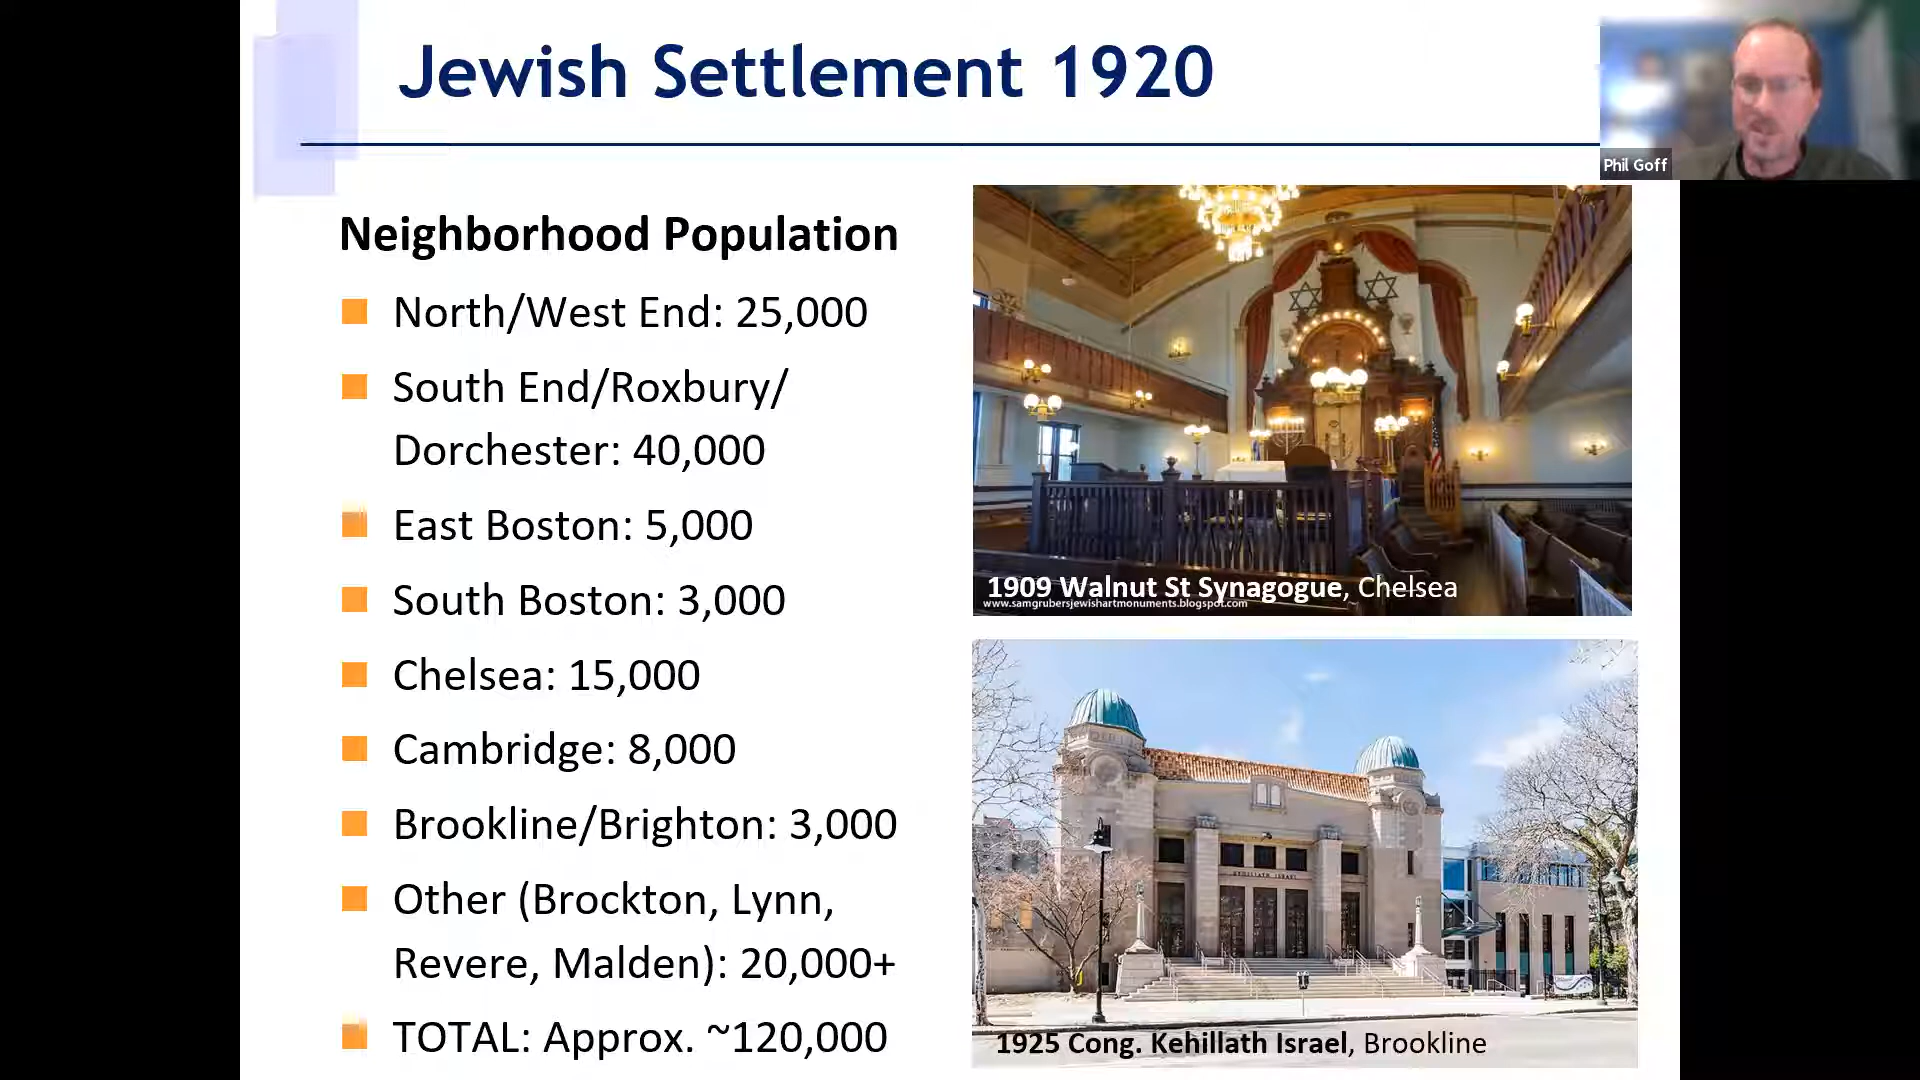 Jewish Settlement 1920
Phil Goff
Neighborhood Population
North/West End: 25,000
South End/Roxbury/
Dorchester: 40,000
East Boston: 5,000
South Boston: 3,000
Chelsea: 15,000
Cambridge: 8,000
Brookline/Brighton: 3,000
Other (Brockton, Lynn,
Revere, Malden): 20,000+
TOTAL: Approx. ~120,000
1909 Walnut St Synagogue, Chelsea
www.samgrubersjewishartmonuments.blogspot.com
KEHILLATH ISRAEL
1925 Cong. Kehillath Israel, Brookline